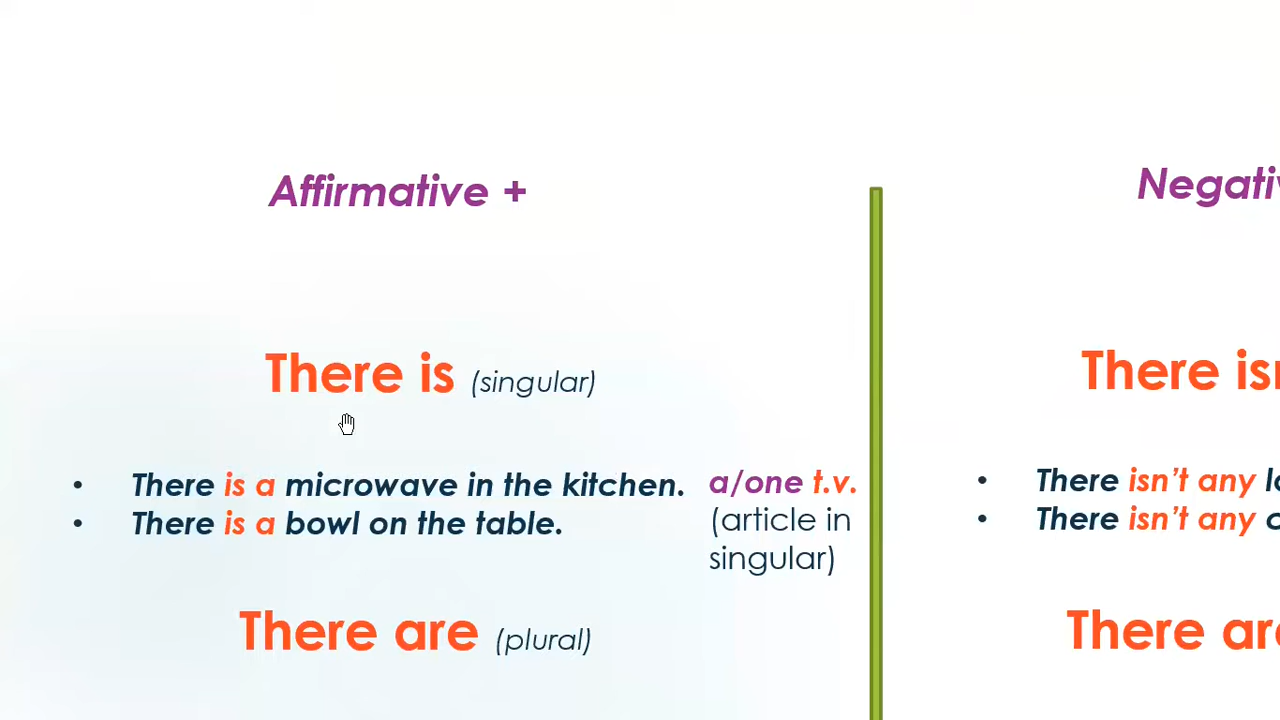 Affirmative +
There is (singular)
• There is a microwave in the kitchen.
• There is a bowl on the table.
a/one t.v.
(article in
singular)
There are (plural)
Negativ
There isn
• There isn't any
• There isn't any
There are